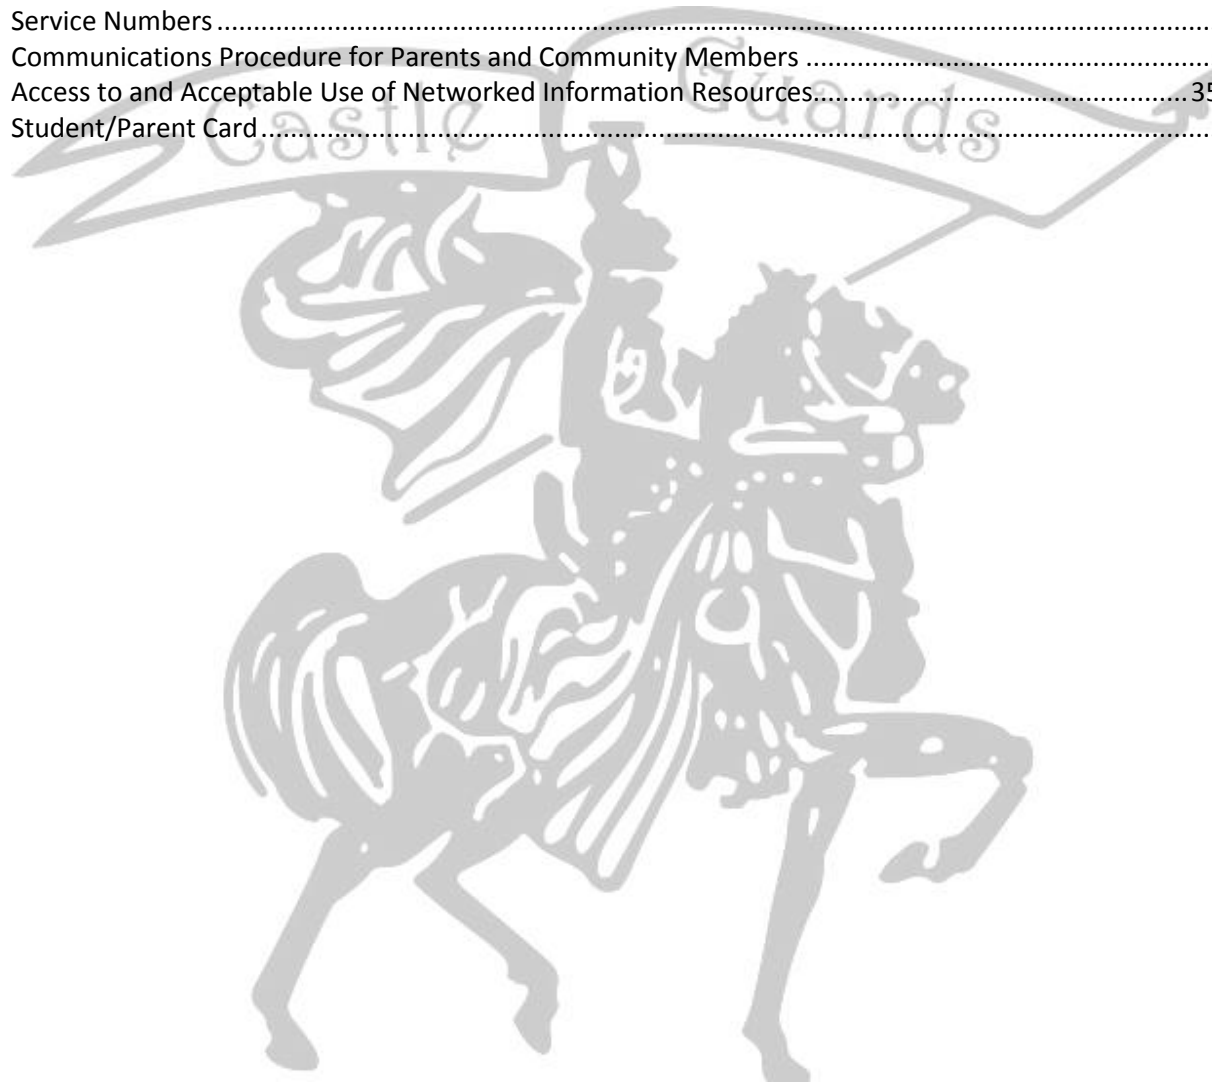 Service Numbers ........................................................................................................................
Communications Procedure for Parents and Community Members ................................................
Access to and Acceptable Use of Networked Information Resources............................................. 35
Student/Parent Card....................................................................................................................
Castle Guards